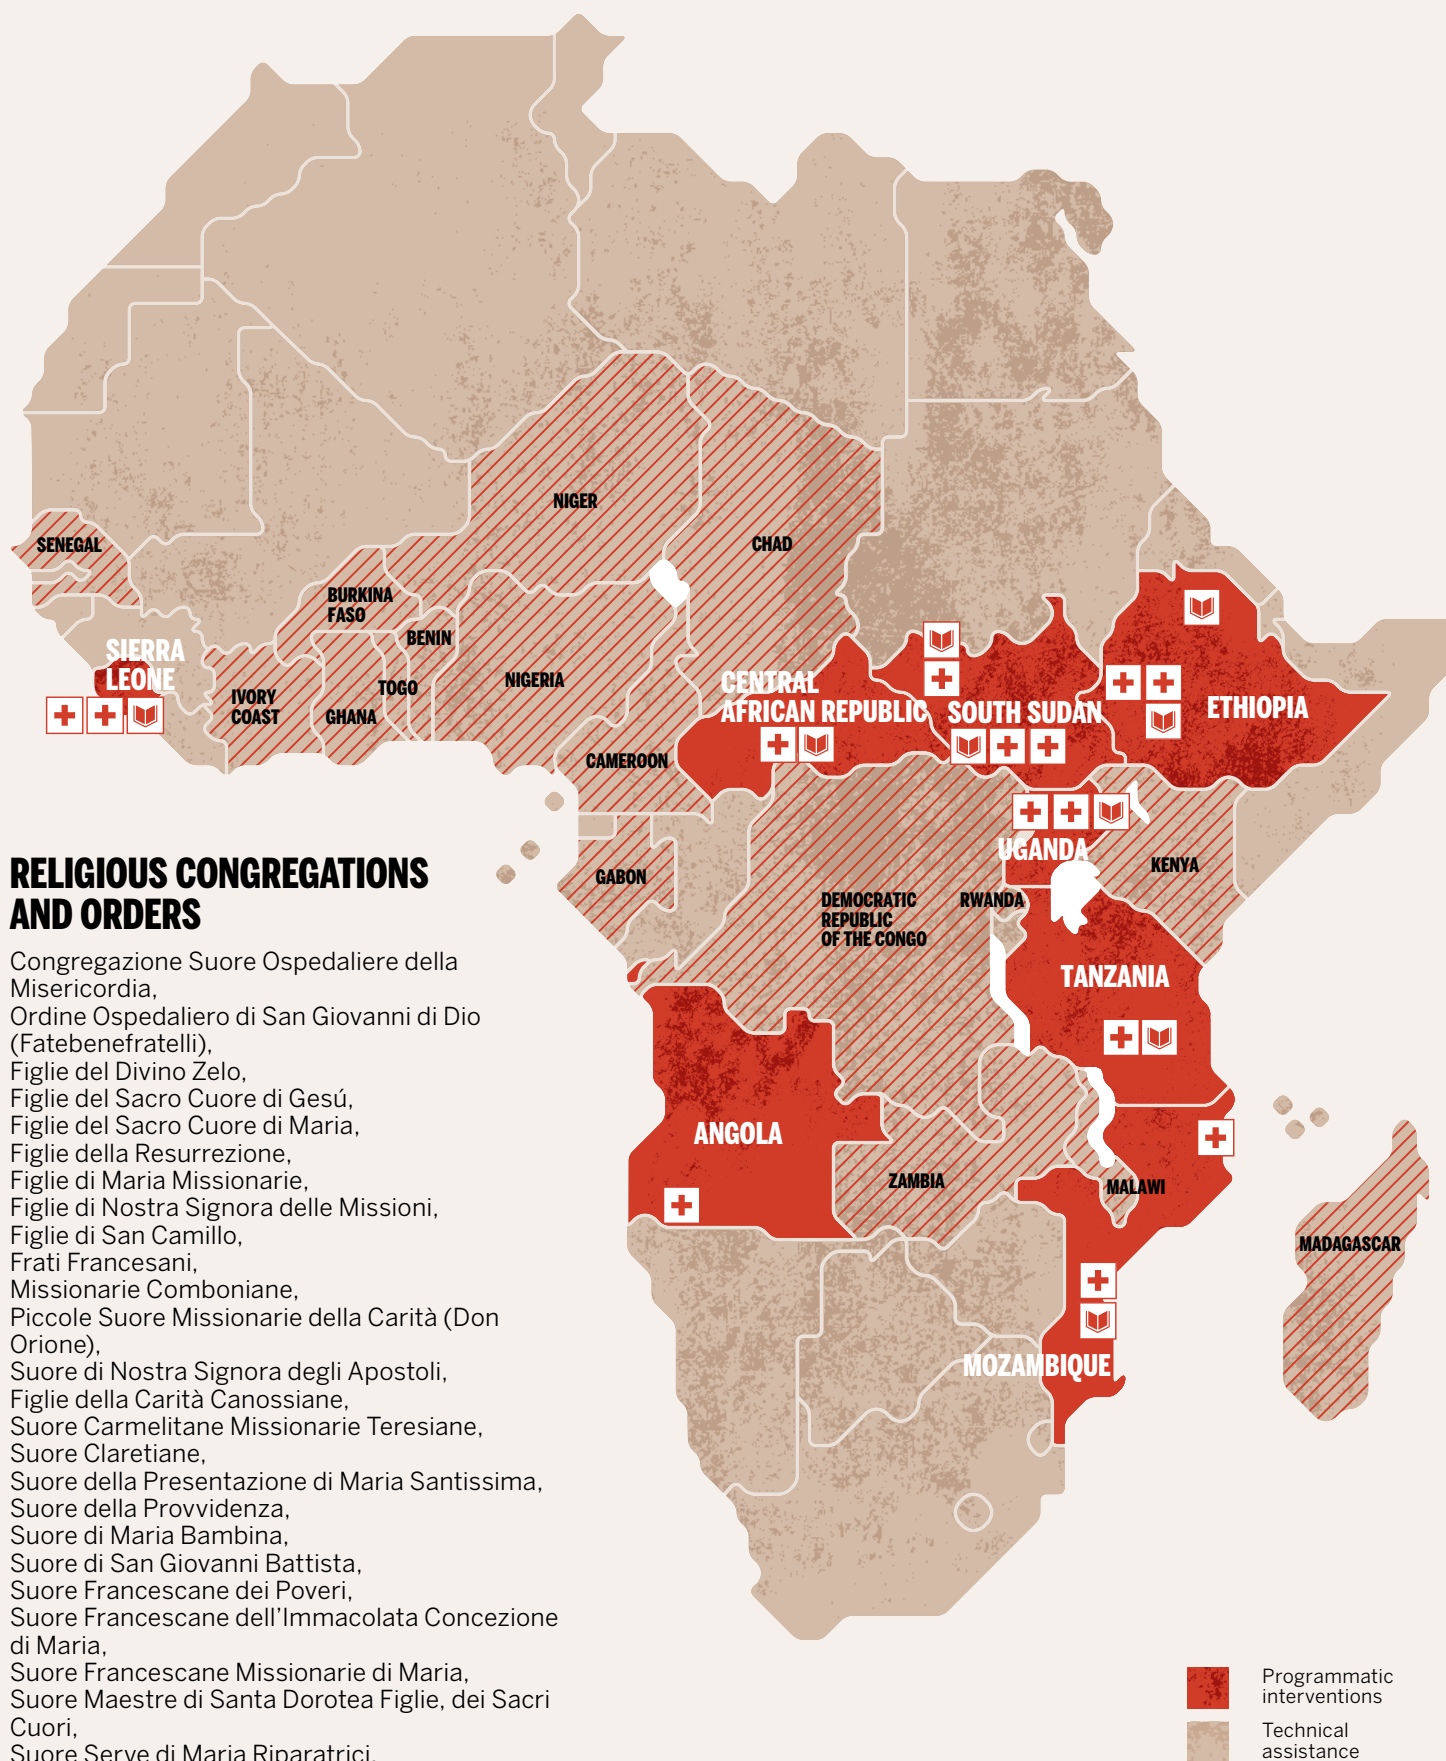 NIGER
SENEGAL
CHAD
BURKINA
FASO
BENIN
SIERRA
LEONE
NIGERIA
TOGO
IVORY
COAST
GHANA
CENTRAL
AFRICAN REPUBLIC
SOUTH SUDAN
ETHIOPIA
CAMEROON
UGANDA
KENYA
GABON
DEMOCRATIC
REPUBLIC
OF THE CONGO
RWANDA
TANZANIA
ANGOLA
ZAMBIA
MALAWI
MADAGASCAR
MOZAMBIQUE
RELIGIOUS CONGREGATIONS
AND ORDERS
Congregazione Suore Ospedaliere della
Misericordia,
Ordine Ospedaliero di San Giovanni di Dio
(Fatebenefratelli),
Figlie del Divino Zelo,
Figlie del Sacro Cuore di Gesú,
Figlie del Sacro Cuore di Maria,
Figlie della Resurrezione,
Figlie di Maria Missionarie,
Figlie di Nostra Signora delle Missioni,
Figlie di San Camillo,
Frati Francesani,
Missionarie Comboniane,
Piccole Suore Missionarie della Carità (Don
Orione),
Suore di Nostra Signora degli Apostoli,
Figlie della Carità Canossiane,
Suore Carmelitane Missionarie Teresiane,
Suore Claretiane,
Suore della Presentazione di Maria Santissima,
Suore della Provvidenza,
Suore di Maria Bambina,
Suore di San Giovanni Battista,
Suore Francescane dei Poveri,
Suore Francescane dell'Immacolata Concezione
di Maria,
Suore Francescane Missionarie di Maria,
Suore Maestre di Santa Dorotea Figlie, dei Sacri
Cuori,
Suore Serve di Maria Riparatrici,
Programmatic
interventions
Technical
assistance